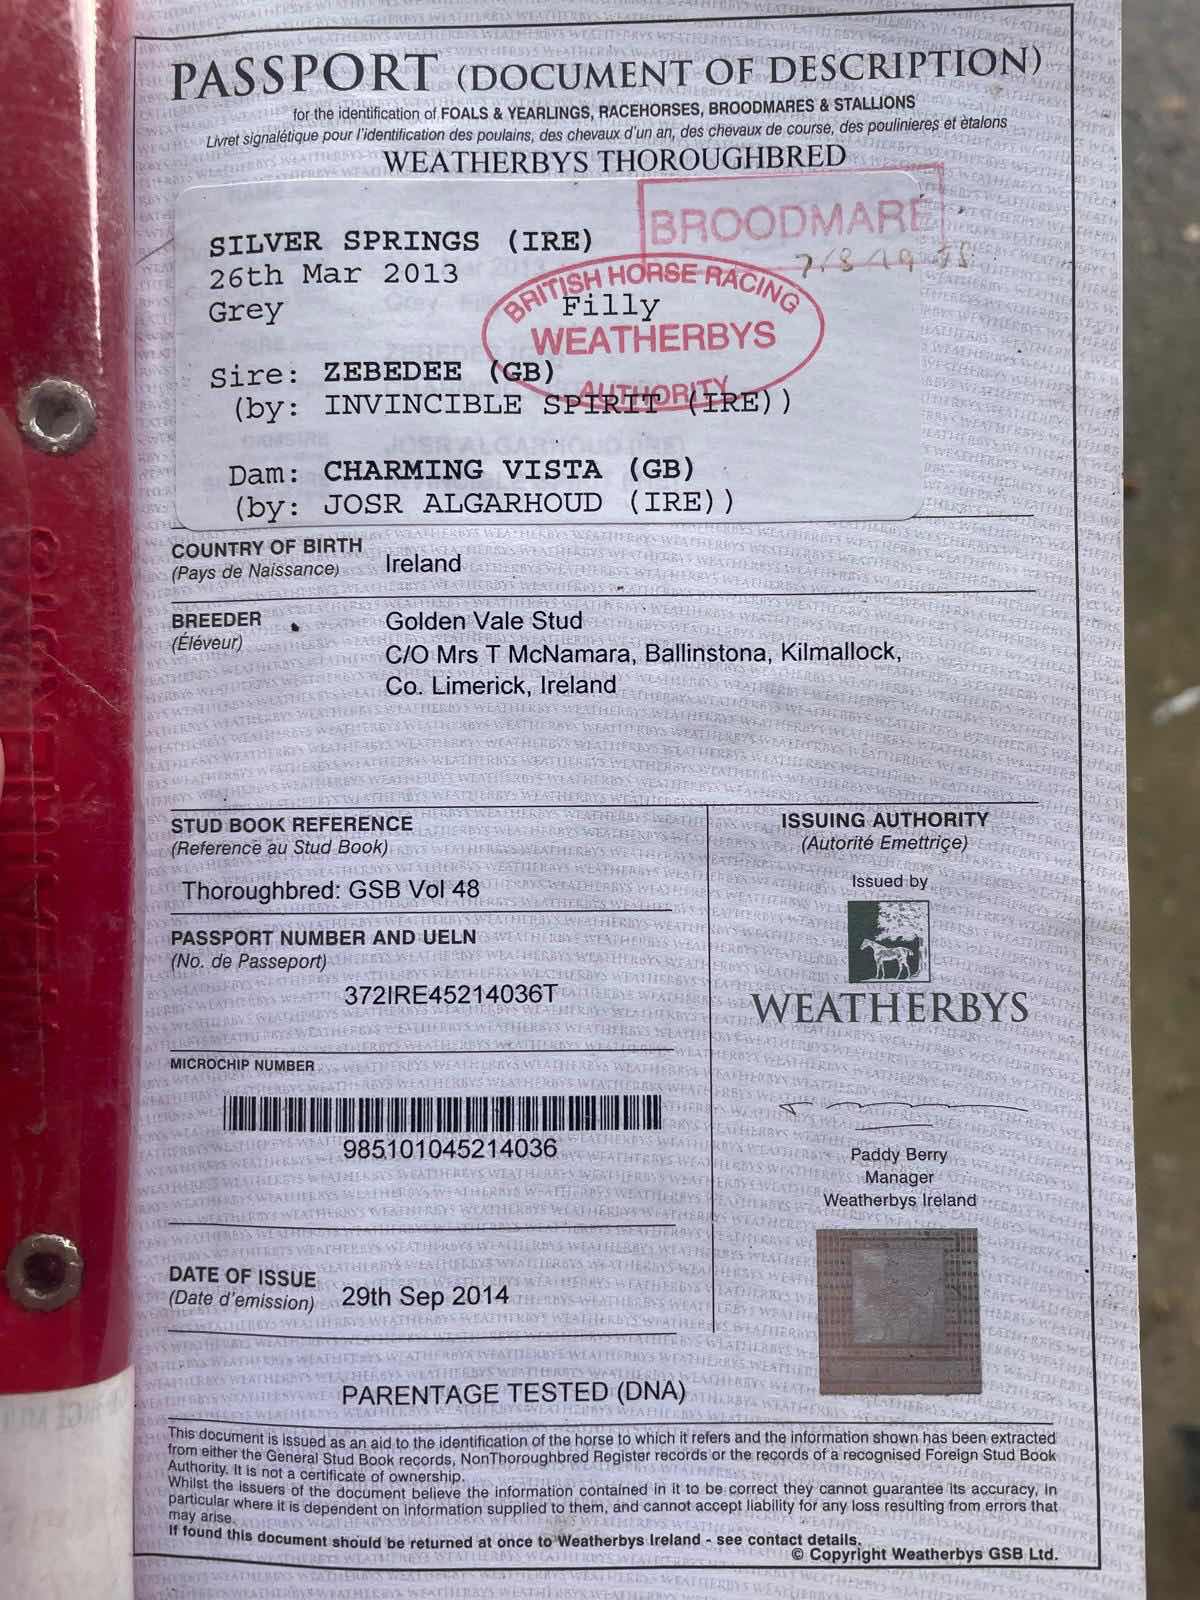 PASSPORT (DOCUMENT OF DESCRIPTION)
for the identification of FOALS & YEARLINGS, RACEHORSES, BROODMARES & STALLIONS
Livret signalétique pour l'identification des poulains, des chevaux d'un an, des chevaux de course, des poulinieres et ètalons
WEATHERBYS THOROUGHBRED
BROODMARE
SILVER SPRINGS (IRE)
26th Mar 2013
Grey Filly
BRITISH HORSE RACING
WEATHERBYS
AUTHORITY
Sire: ZEBEDEE (GB)
(by: INVINCIBLE SPIRIT (IRE))
Dam: CHARMING VISTA (GB)
(by: JOSR ALGARHOUD (IRE))
COUNTRY OF BIRTH
(Pays de Naissance)
Ireland
BREEDER
(Éléveur)
Golden Vale Stud
C/O Mrs T McNamara, Ballinstona, Kilmallock,
Co. Limerick, Ireland
STUD BOOK REFERENCE
(Reference au Stud Book)
Thoroughbred: GSB Vol 48
PASSPORT NUMBER AND UELN
(No. de Passeport)
372IRE45214036T
MICROCHIP NUMBER
985101045214036
DATE OF ISSUE
(Date d'emission)
29th Sep 2014
ISSUING AUTHORITY
(Autorité Emettriçe)
Issued by
WEATHERBYS
Paddy Berry
Manager
Weatherbys Ireland
PARENTAGE TESTED (DNA)
This document is issued as an aid to the identification of the horse to which it refers and the information shown has been extracted
from either the General Stud Book records, NonThoroughbred Register records or the records of a recognised Foreign Stud Book
Authority. It is not a certificate of ownership.
Whilst the issuers of the document believe the information contained in it to be correct they cannot guarantee its accuracy, in
particular where it is dependent on information supplied to them, and cannot accept liability for any loss resulting from errors that
may arise.
If found this document should be returned at once to Weatherbys Ireland - see contact details.
© Copyright Weatherbys GSB Ltd.